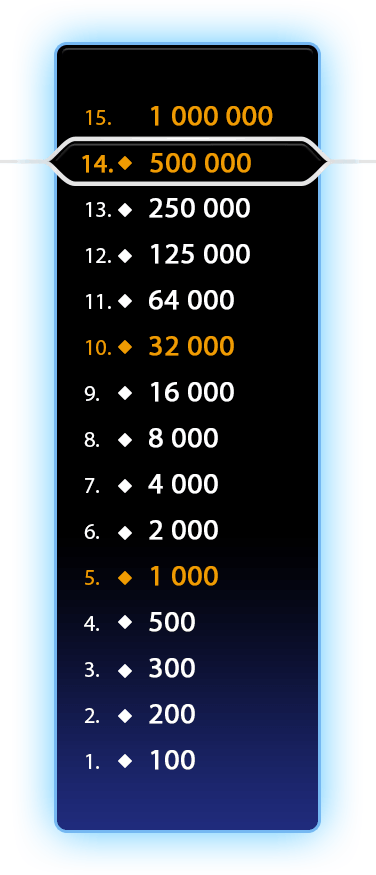 15. 1 000 000
14. ◆ 500 000
13. ◆ 250 000
12. ◆ 125 000
11. ◆ 64 000
10. ◆ 32 000
9. ◆ 16 000
8. ◆ 8 000
7. ◆ 4 000
6. ◆ 2 000
5. ◆ 1 000
4. ◆ 500
3. ◆ 300
2. ◆ 200
1. ◆ 100